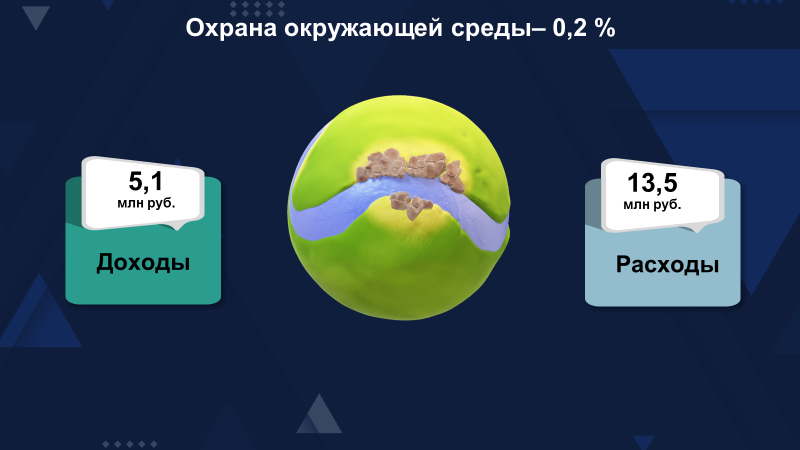 Охрана окружающей среды– 0,2 %
5,1
млн руб.
Доходы
13,5
млн руб.
Расходы